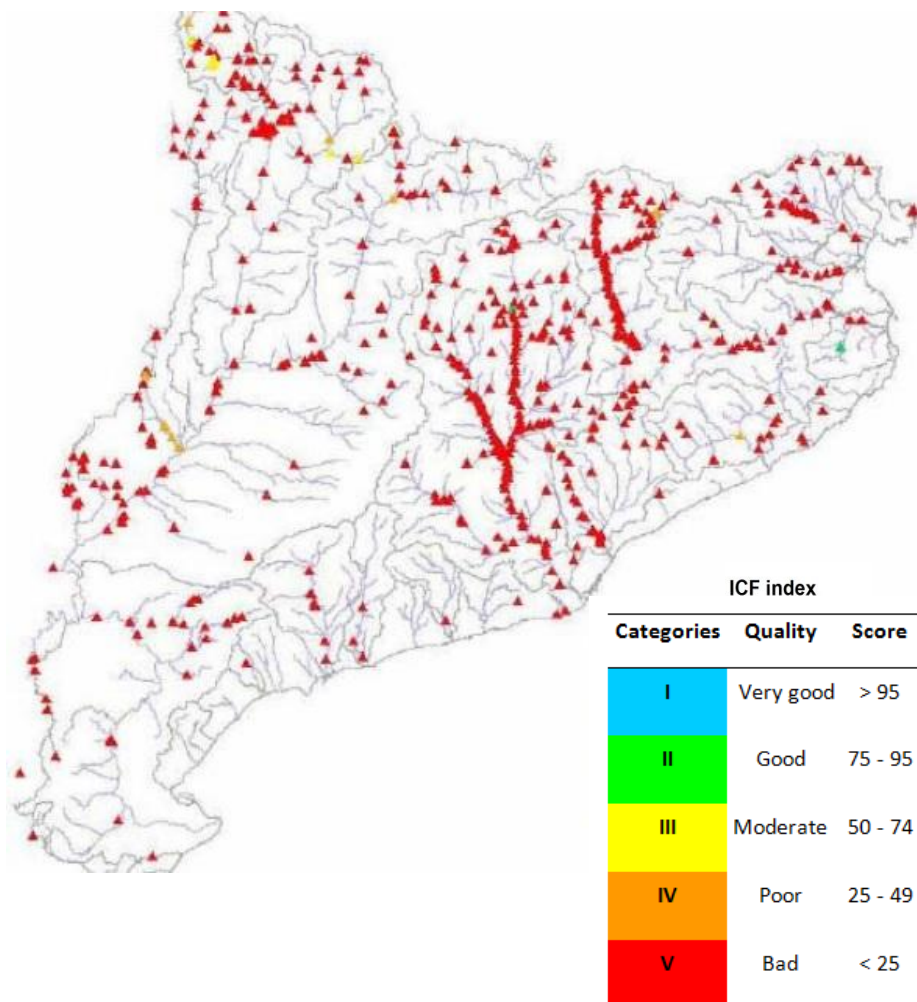 ICF index
Categories Quality Score
I Very good > 95
II Good 75 - 95
III Moderate 50 - 74
IV Poor 25 - 49
V Bad < 25